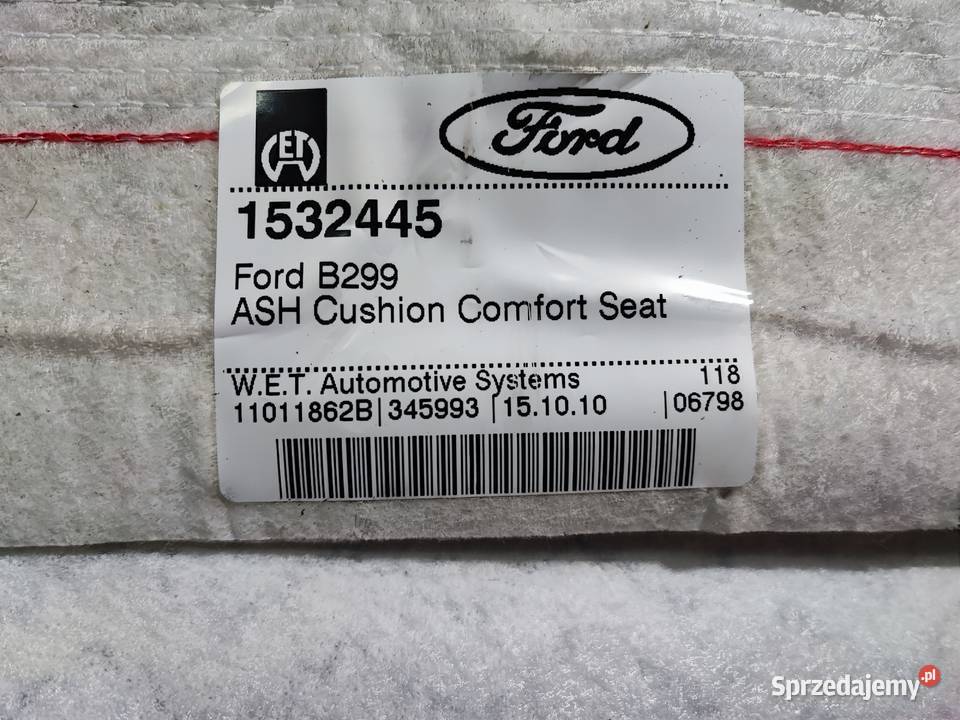 WET
Ford
1532445
Ford B299
ASH Cushion Comfort Seat
W.E.T. Automotive Systems 118
11011862B|345993 |15.10.10 |06798
Sprzedajemy.pl